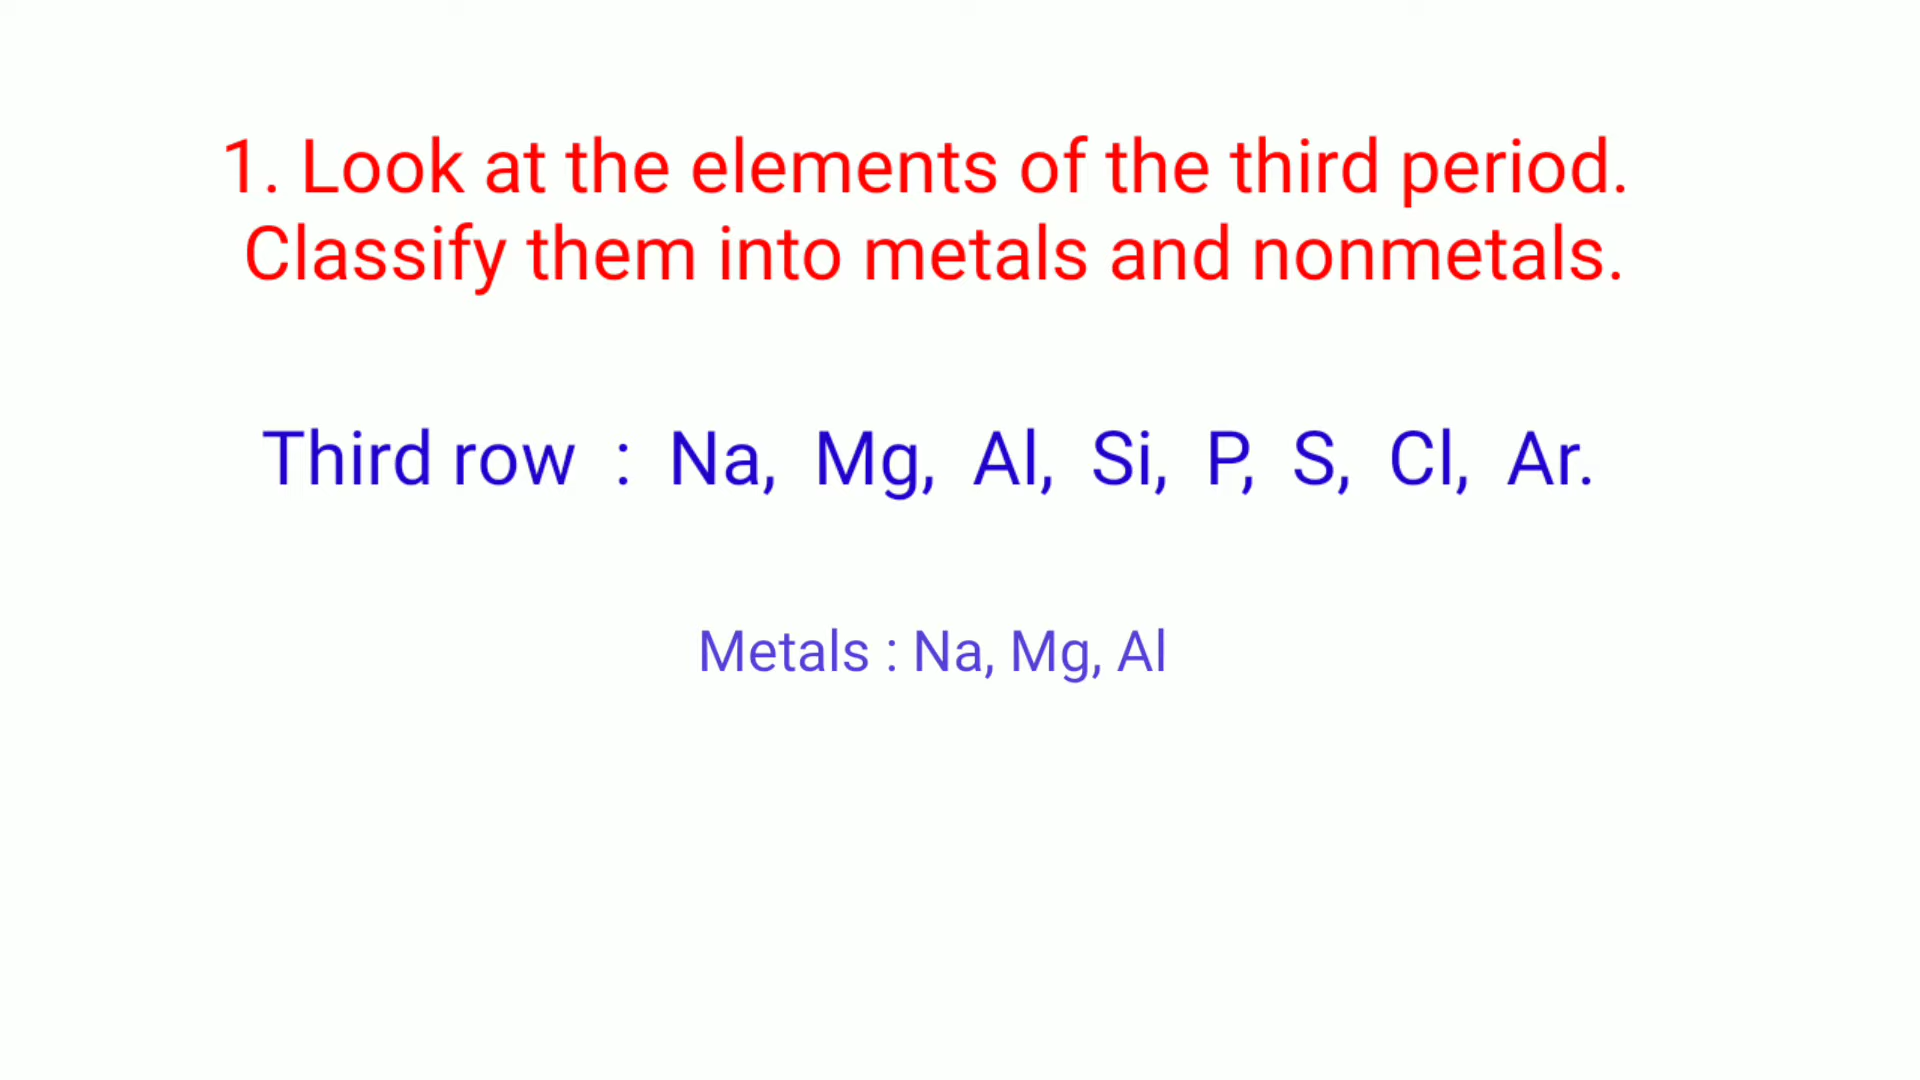 1. Look at the elements of the third period.
Classify them into metals and nonmetals.
Third row : Na, Mg, Al, Si, P, S, Cl, Ar.
Metals : Na, Mg, Al